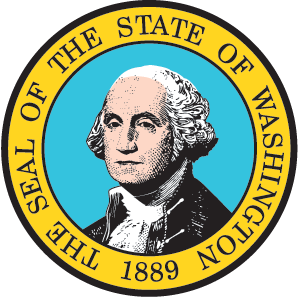 THE SEAL OF THE STATE OF WASHINGTON
1889